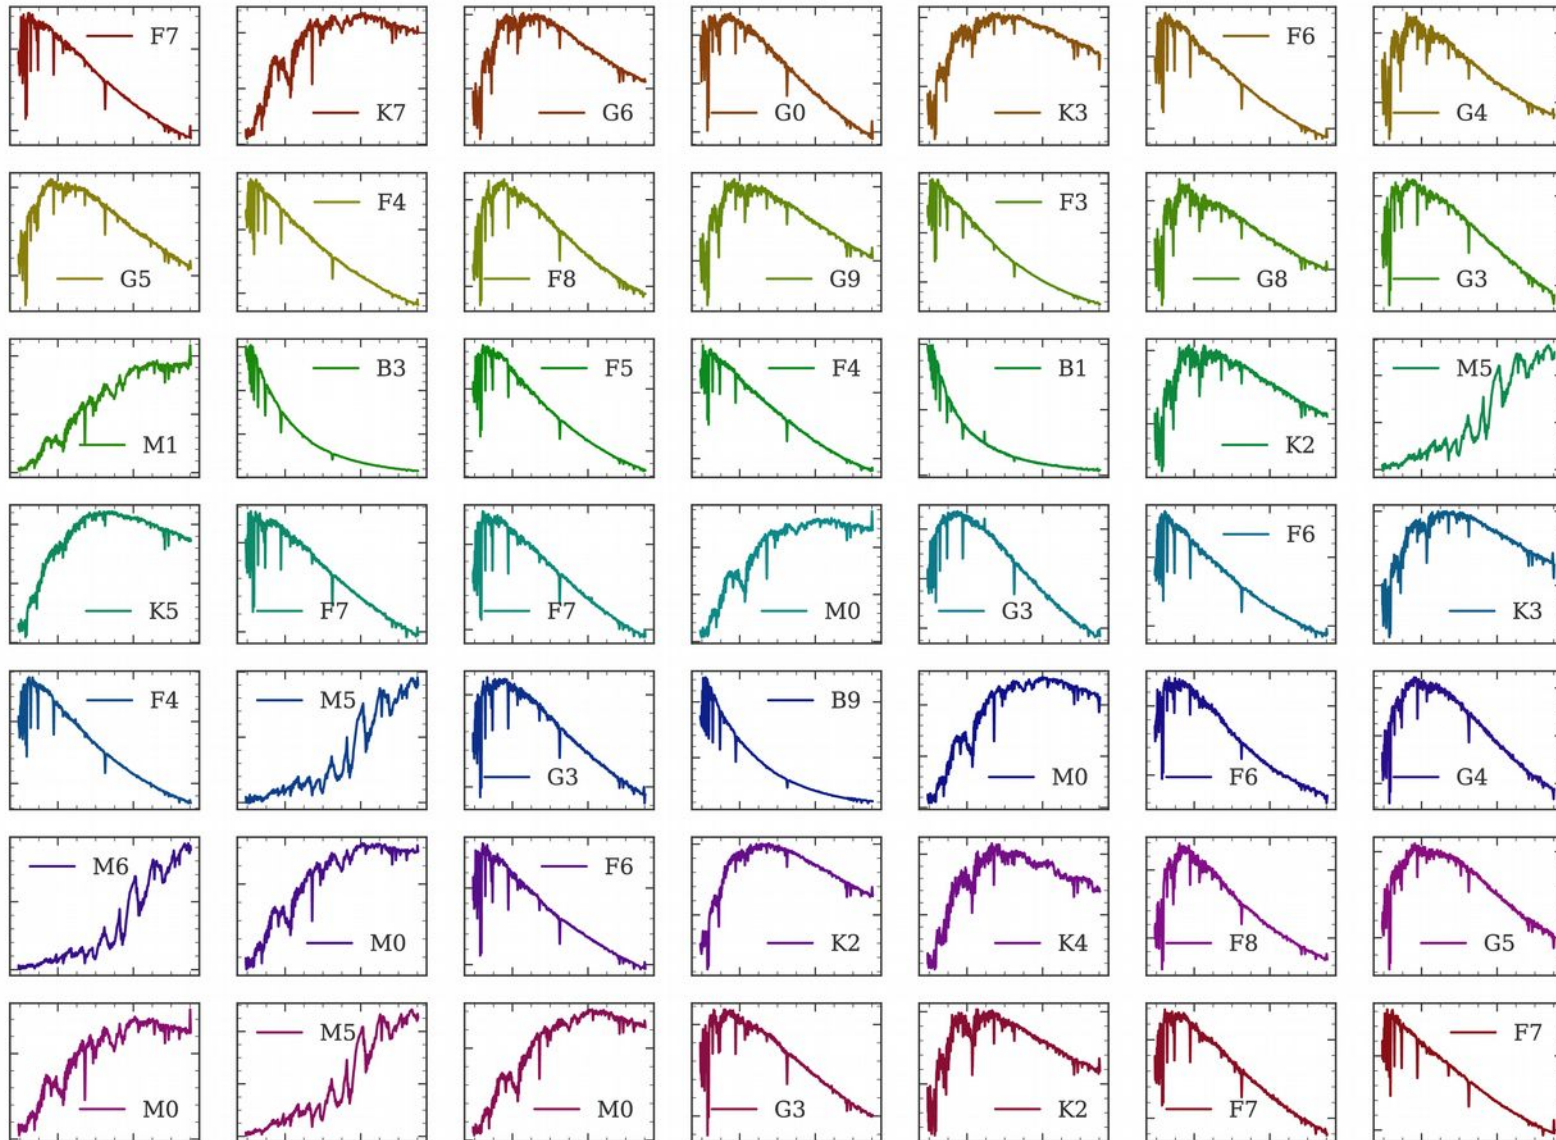 F7 K7 G6 G0 K3 F6 G4
G5 F4 F8 G9 F3 G8 G3
M1 B3 F5 F4 B1 K2 M5
K5 F7 F7 M0 G3 F6 K3
F4 M5 G3 B9 M0 F6 G4
M6 M0 F6 K2 K4 F8 G5
M0 M5 M0 G3 K2 F7 F7